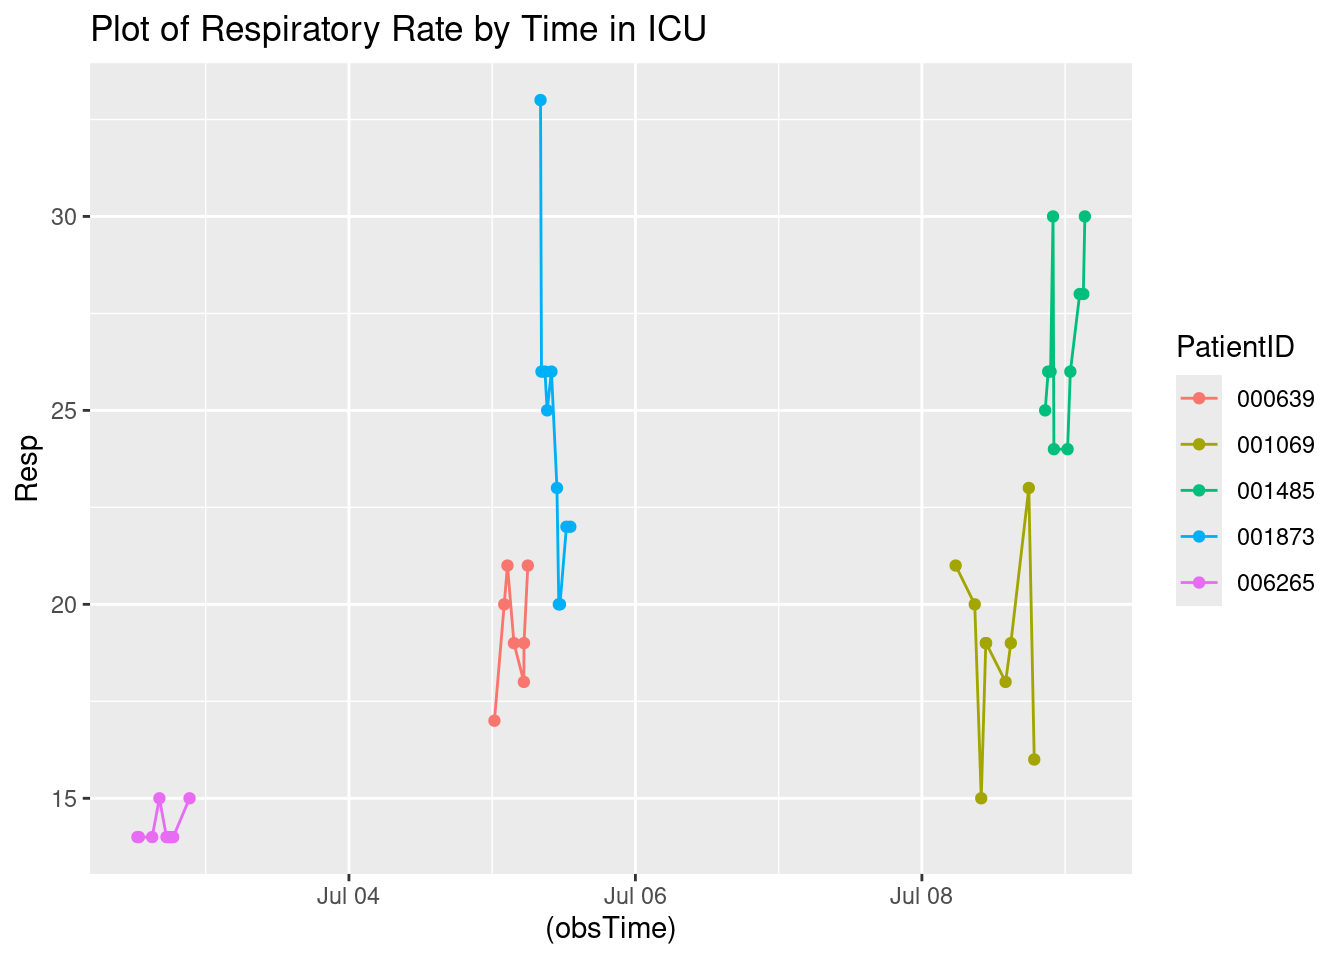 Plot of Respiratory Rate by Time in ICU
Resp
30
25
20
15
Jul 04 Jul 06 Jul 08
(obsTime)
PatientID
000639
001069
001485
001873
006265